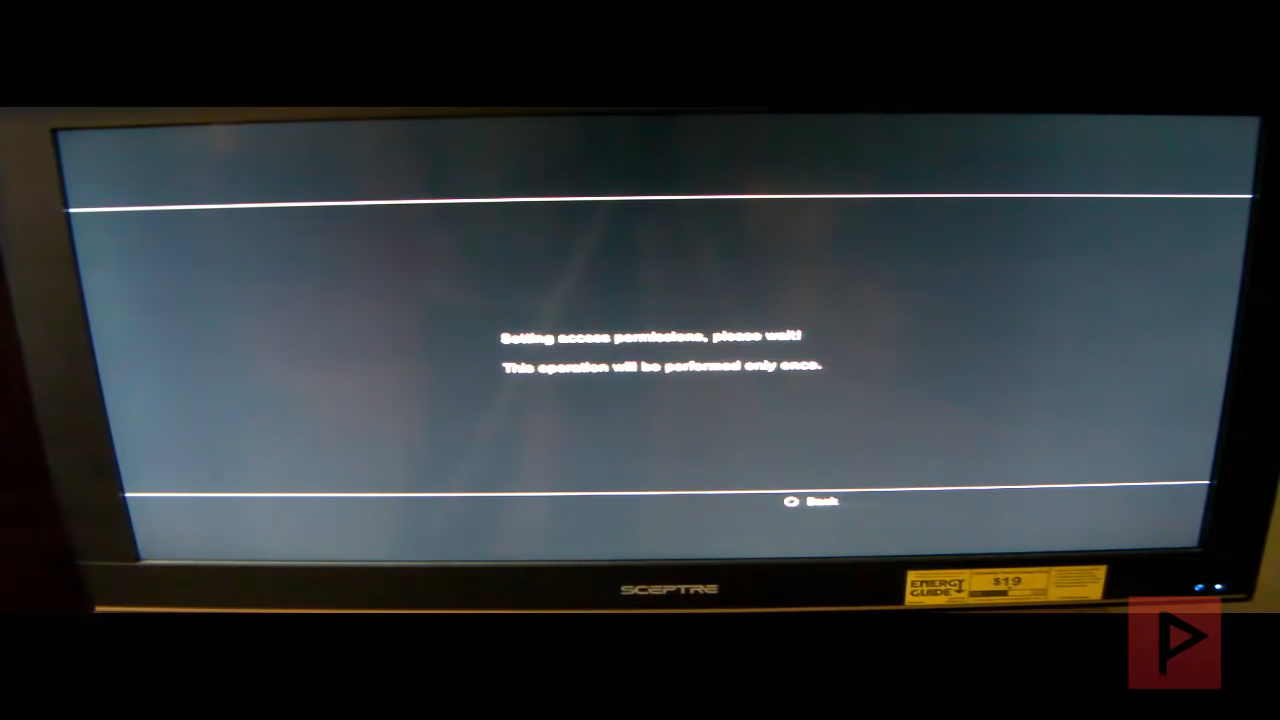 Setting access permissions, please wait!
This operation will be performed only once.
Back
SCEPTRE
ENERGY
GUIDE
$19